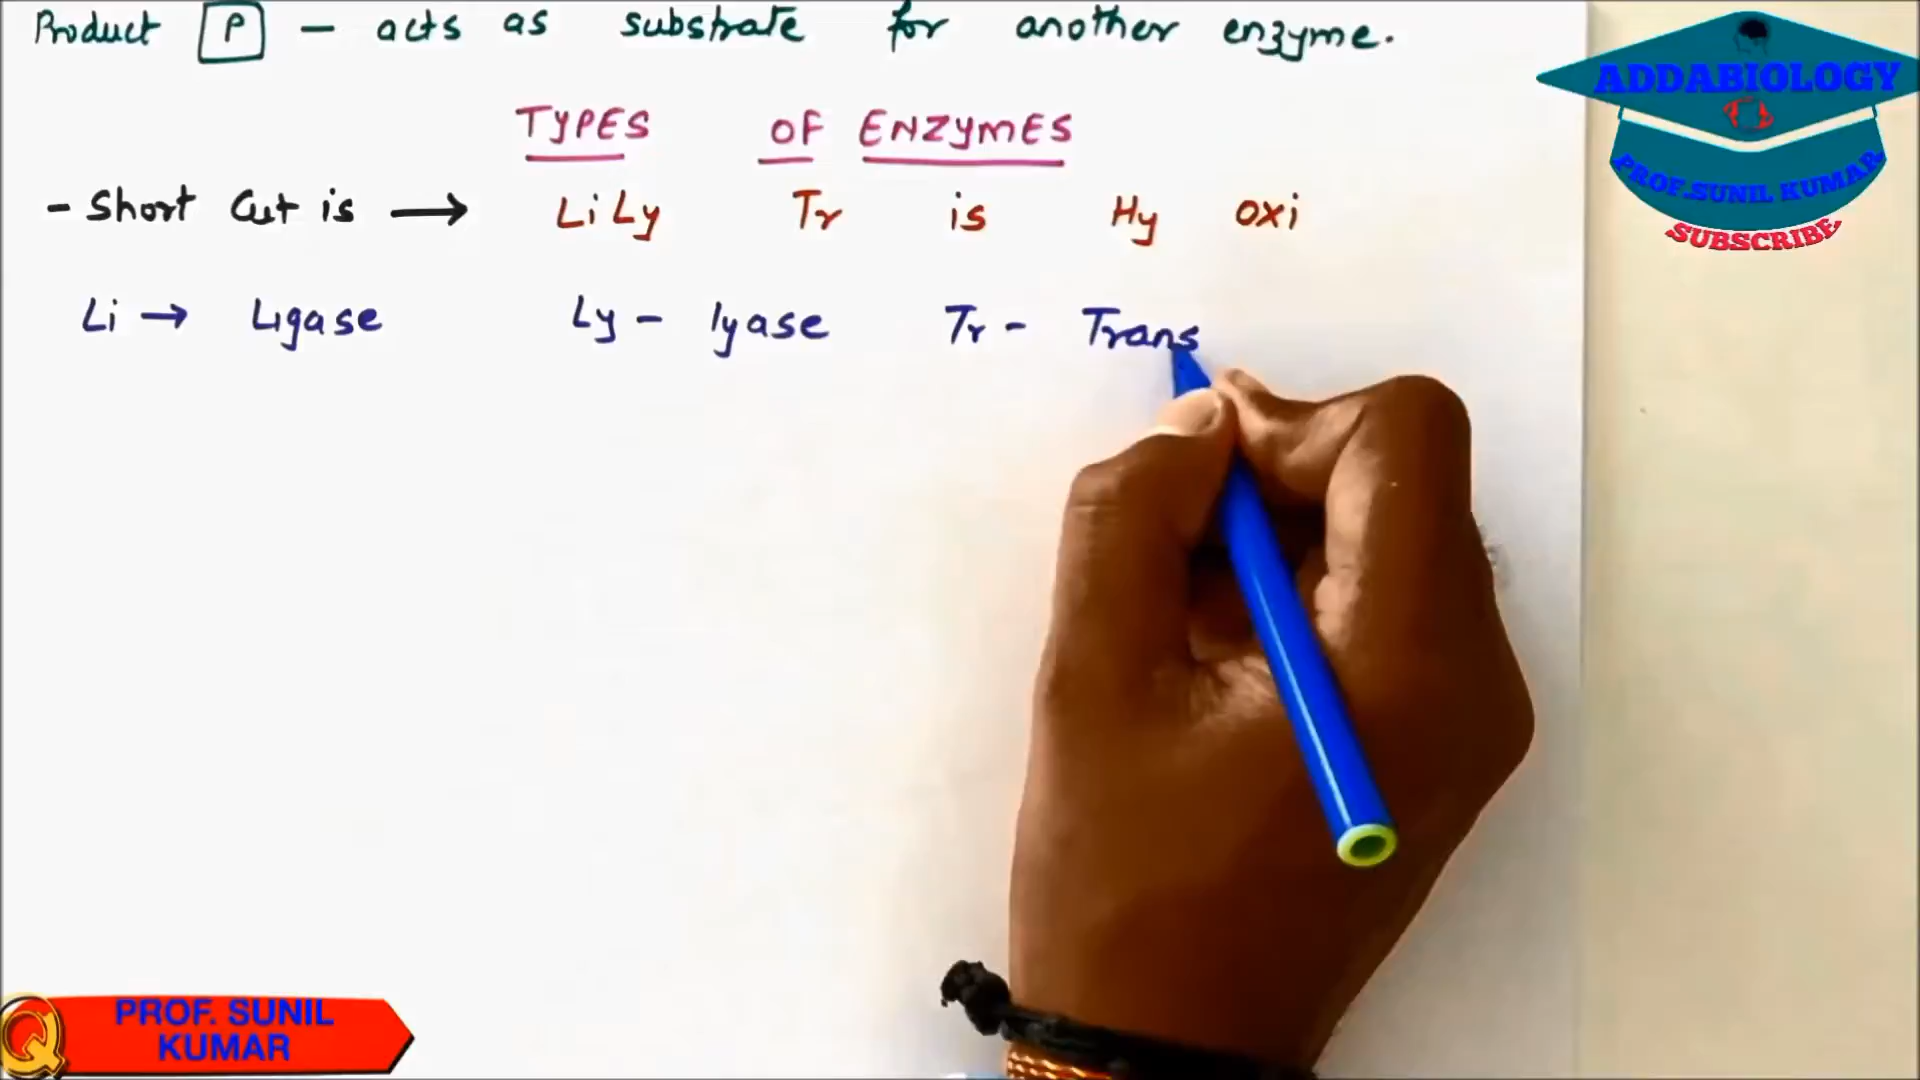 Product P - acts as substrate for another enzyme.
TYPES OF ENZYMES
- Short Cut is → LiLy Tr is Hy oxi
Li → Ligase Ly - lyase Tr - Trans
ADDABIOLOGY
PROF.SUNIL KUMAR
SUBSCRIBE
PROF. SUNIL
KUMAR